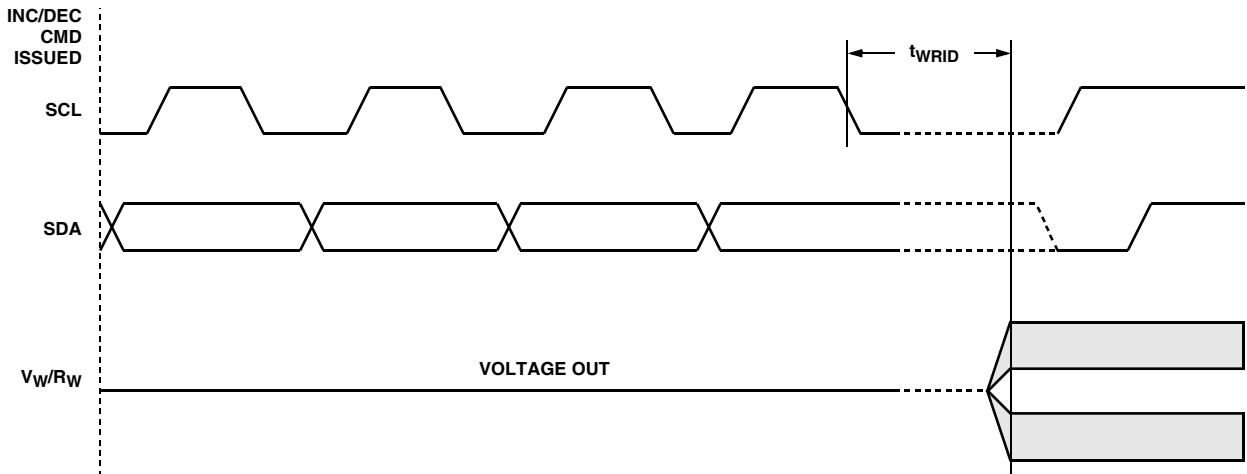 INC/DEC
CMD
ISSUED
tWRID
SCL
SDA
VOLTAGE OUT
VW/RW